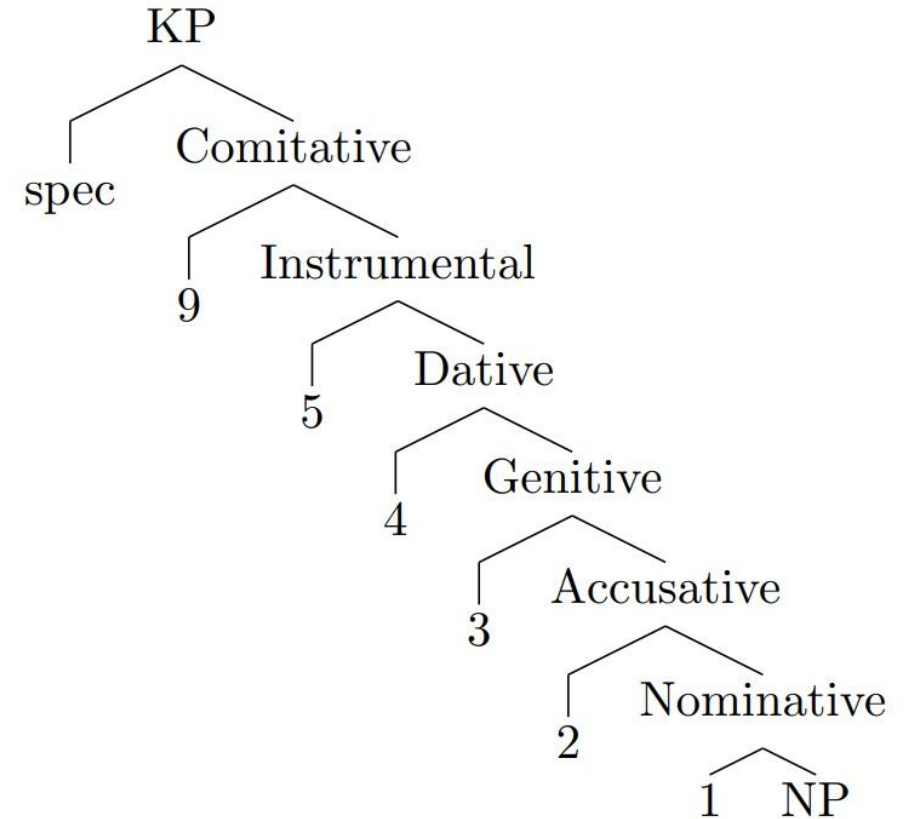 KP
Comitative
spec
Instrumental
9
Dative
5
Genitive
4
Accusative
3
Nominative
2
1 NP